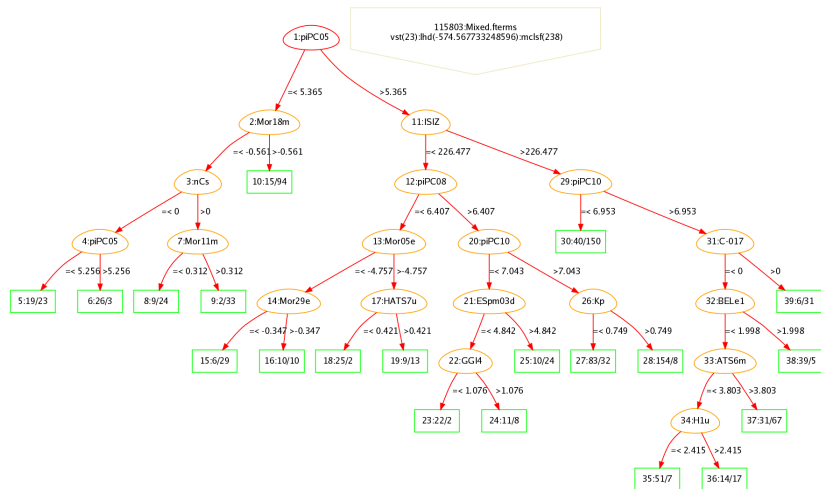 115803:Mixed.fterms
vst(23):lhd(-574.567733248596):mclsf(238)
1:piPC05
=< 5.365
>5.365
2:Mor18m
11:ISIZ
=< -0.561
>-0.561
=< 226.477
>226.477
3:nCs
10:15/94
12:piPC08
29:piPC10
=< 0
>0
=< 6.407
>6.407
=< 6.953
>6.953
4:piPC05
7:Mor11m
13:Mor05e
20:piPC10
30:40/150
31:C-017
=< 5.256
>5.256
=< 0.312
>0.312
=< -4.757
>-4.757
=< 7.043
>7.043
=< 0
>0
5:19/23
6:26/3
8:9/24
9:2/33
14:Mor29e
17:HATS7u
21:ESpm03d
26:Kp
32:BELe1
39:6/31
=< -0.347
>-0.347
=< 0.421
>0.421
=< 4.842
>4.842
=< 0.749
>0.749
=< 1.998
>1.998
15:6/29
16:10/10
18:25/2
19:9/13
22:GGI4
25:10/24
27:83/32
28:154/8
33:ATS6m
38:39/5
=< 1.076
>1.076
=< 3.803
>3.803
23:22/2
24:11/8
34:H1u
37:31/67
=< 2.415
>2.415
35:51/7
36:14/17